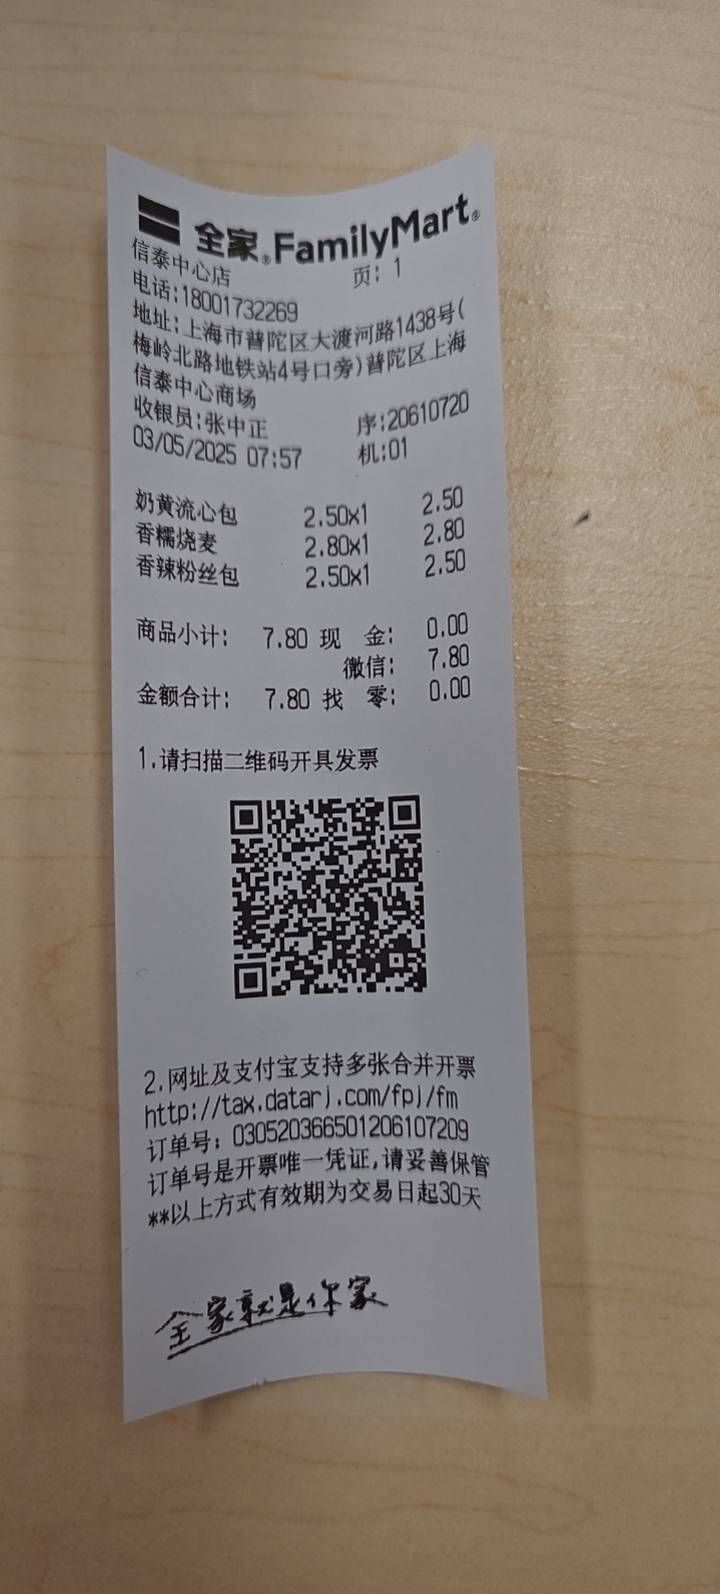 全家®FamilyMart®
信泰中心店 页: 1
电话:18001732269
地址:上海市普陀区大渡河路1438号(
梅岭北路地铁站4号口旁)普陀区上海
信泰中心商场
收银员:张中正 序:20610720
03/05/2025 07:57 机:01
奶黄流心包 2.50x1 2.50
香糯烧麦 2.80x1 2.80
香辣粉丝包 2.50x1 2.50
商品小计: 7.80 现 金: 0.00
微信: 7.80
金额合计: 7.80 找 零: 0.00
1.请扫描二维码开具发票
2.网址及支付宝支持多张合并开票
http://tax.datarj.com/fpj/fm
订单号: 0305203665012061072​09
订单号是开票唯一凭证,请妥善保管
**以上方式有效期为交易日起30天
全家就是你家